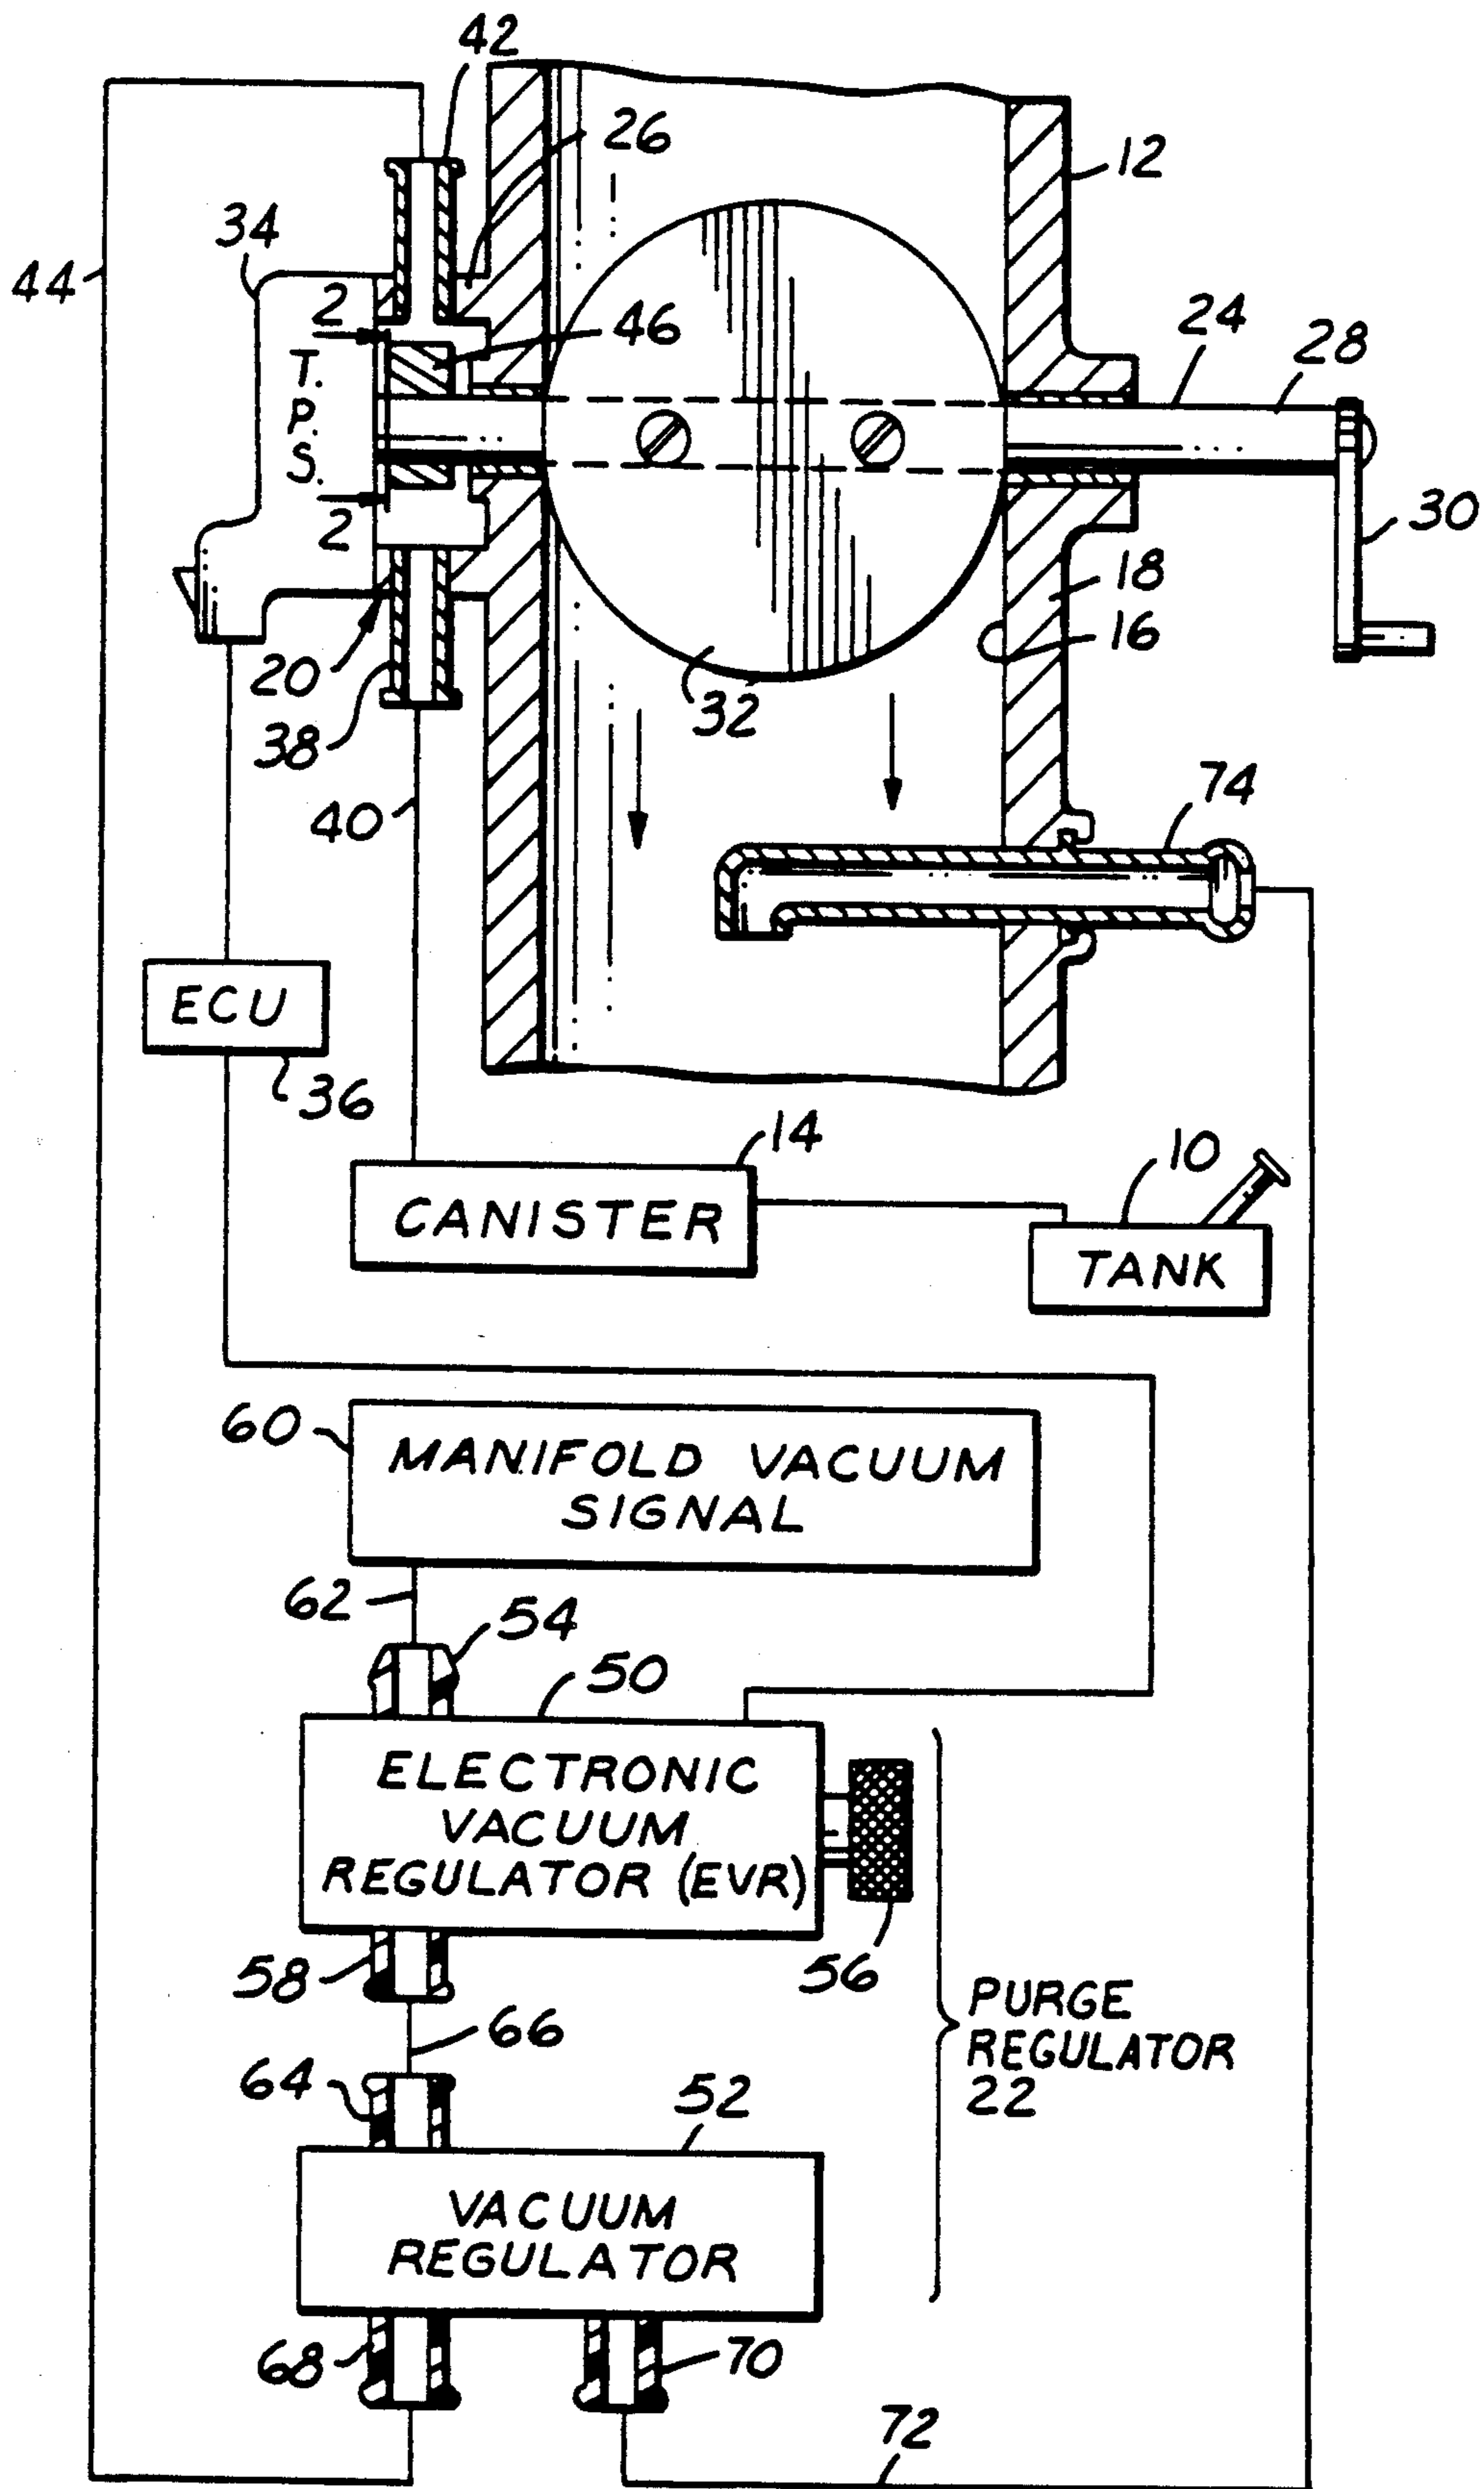 42
26
12
34
44
2
46
24
28
T.
P.
S.
30
2
18
16
20
32
38
74
40
ECU
36
14
10
CANISTER
TANK
60
MANIFOLD VACUUM
SIGNAL
62
54
50
ELECTRONIC
VACUUM
REGULATOR (EVR)
58
56
PURGE
REGULATOR
22
66
64
52
VACUUM
REGULATOR
68
70
72